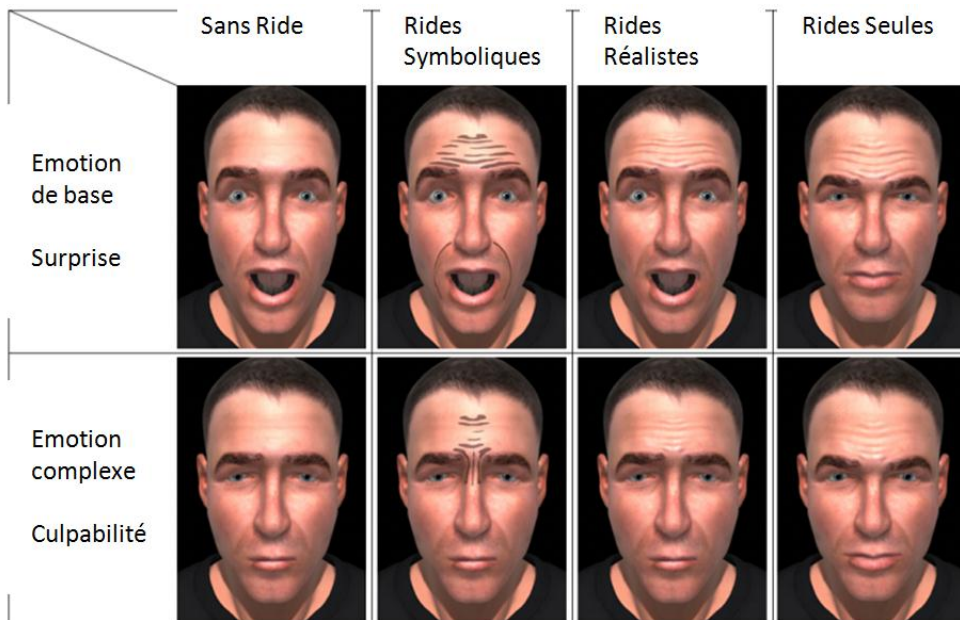 Sans Ride
Rides
Symboliques
Rides
Réalistes
Rides Seules
Emotion
de base
Surprise
Emotion
complexe
Culpabilité